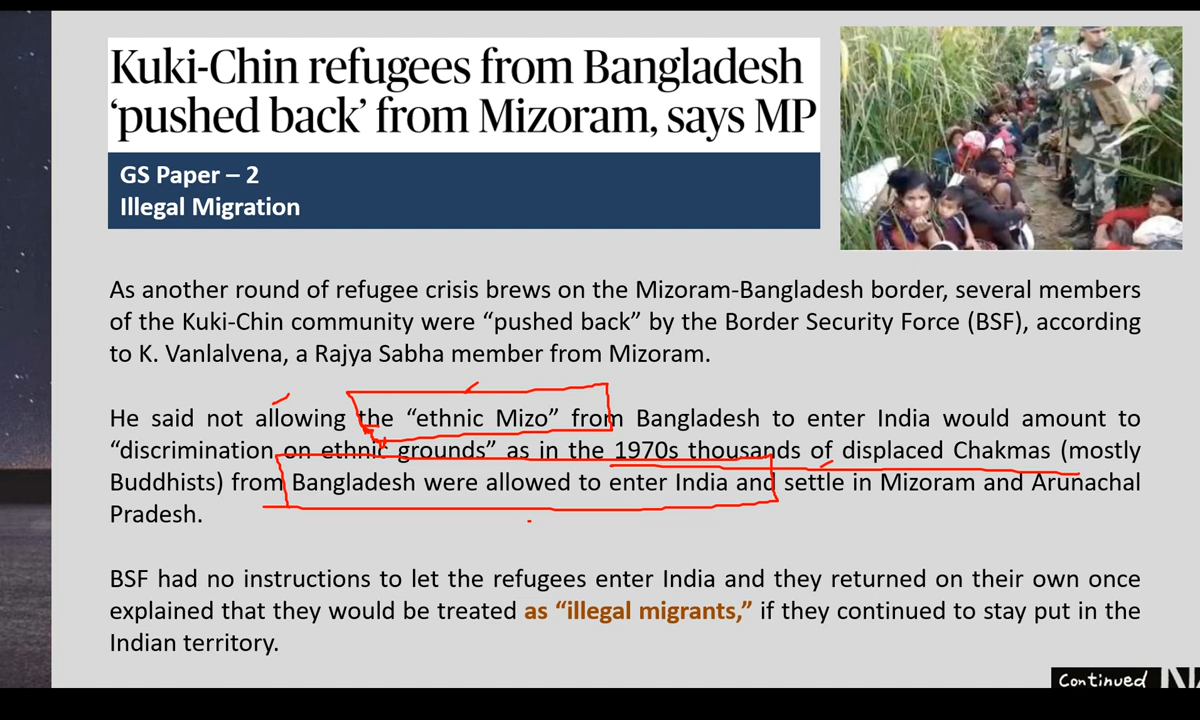 Kuki-Chin refugees from Bangladesh
‘pushed back’ from Mizoram, says MP
GS Paper – 2
Illegal Migration
As another round of refugee crisis brews on the Mizoram-Bangladesh border, several members
of the Kuki-Chin community were “pushed back” by the Border Security Force (BSF), according
to K. Vanlalvena, a Rajya Sabha member from Mizoram.
He said not allowing the “ethnic Mizo” from Bangladesh to enter India would amount to
“discrimination on ethnic grounds” as in the 1970s thousands of displaced Chakmas (mostly
Buddhists) from Bangladesh were allowed to enter India and settle in Mizoram and Arunachal
Pradesh.
BSF had no instructions to let the refugees enter India and they returned on their own once
explained that they would be treated as “illegal migrants,” if they continued to stay put in the
Indian territory.
Continued